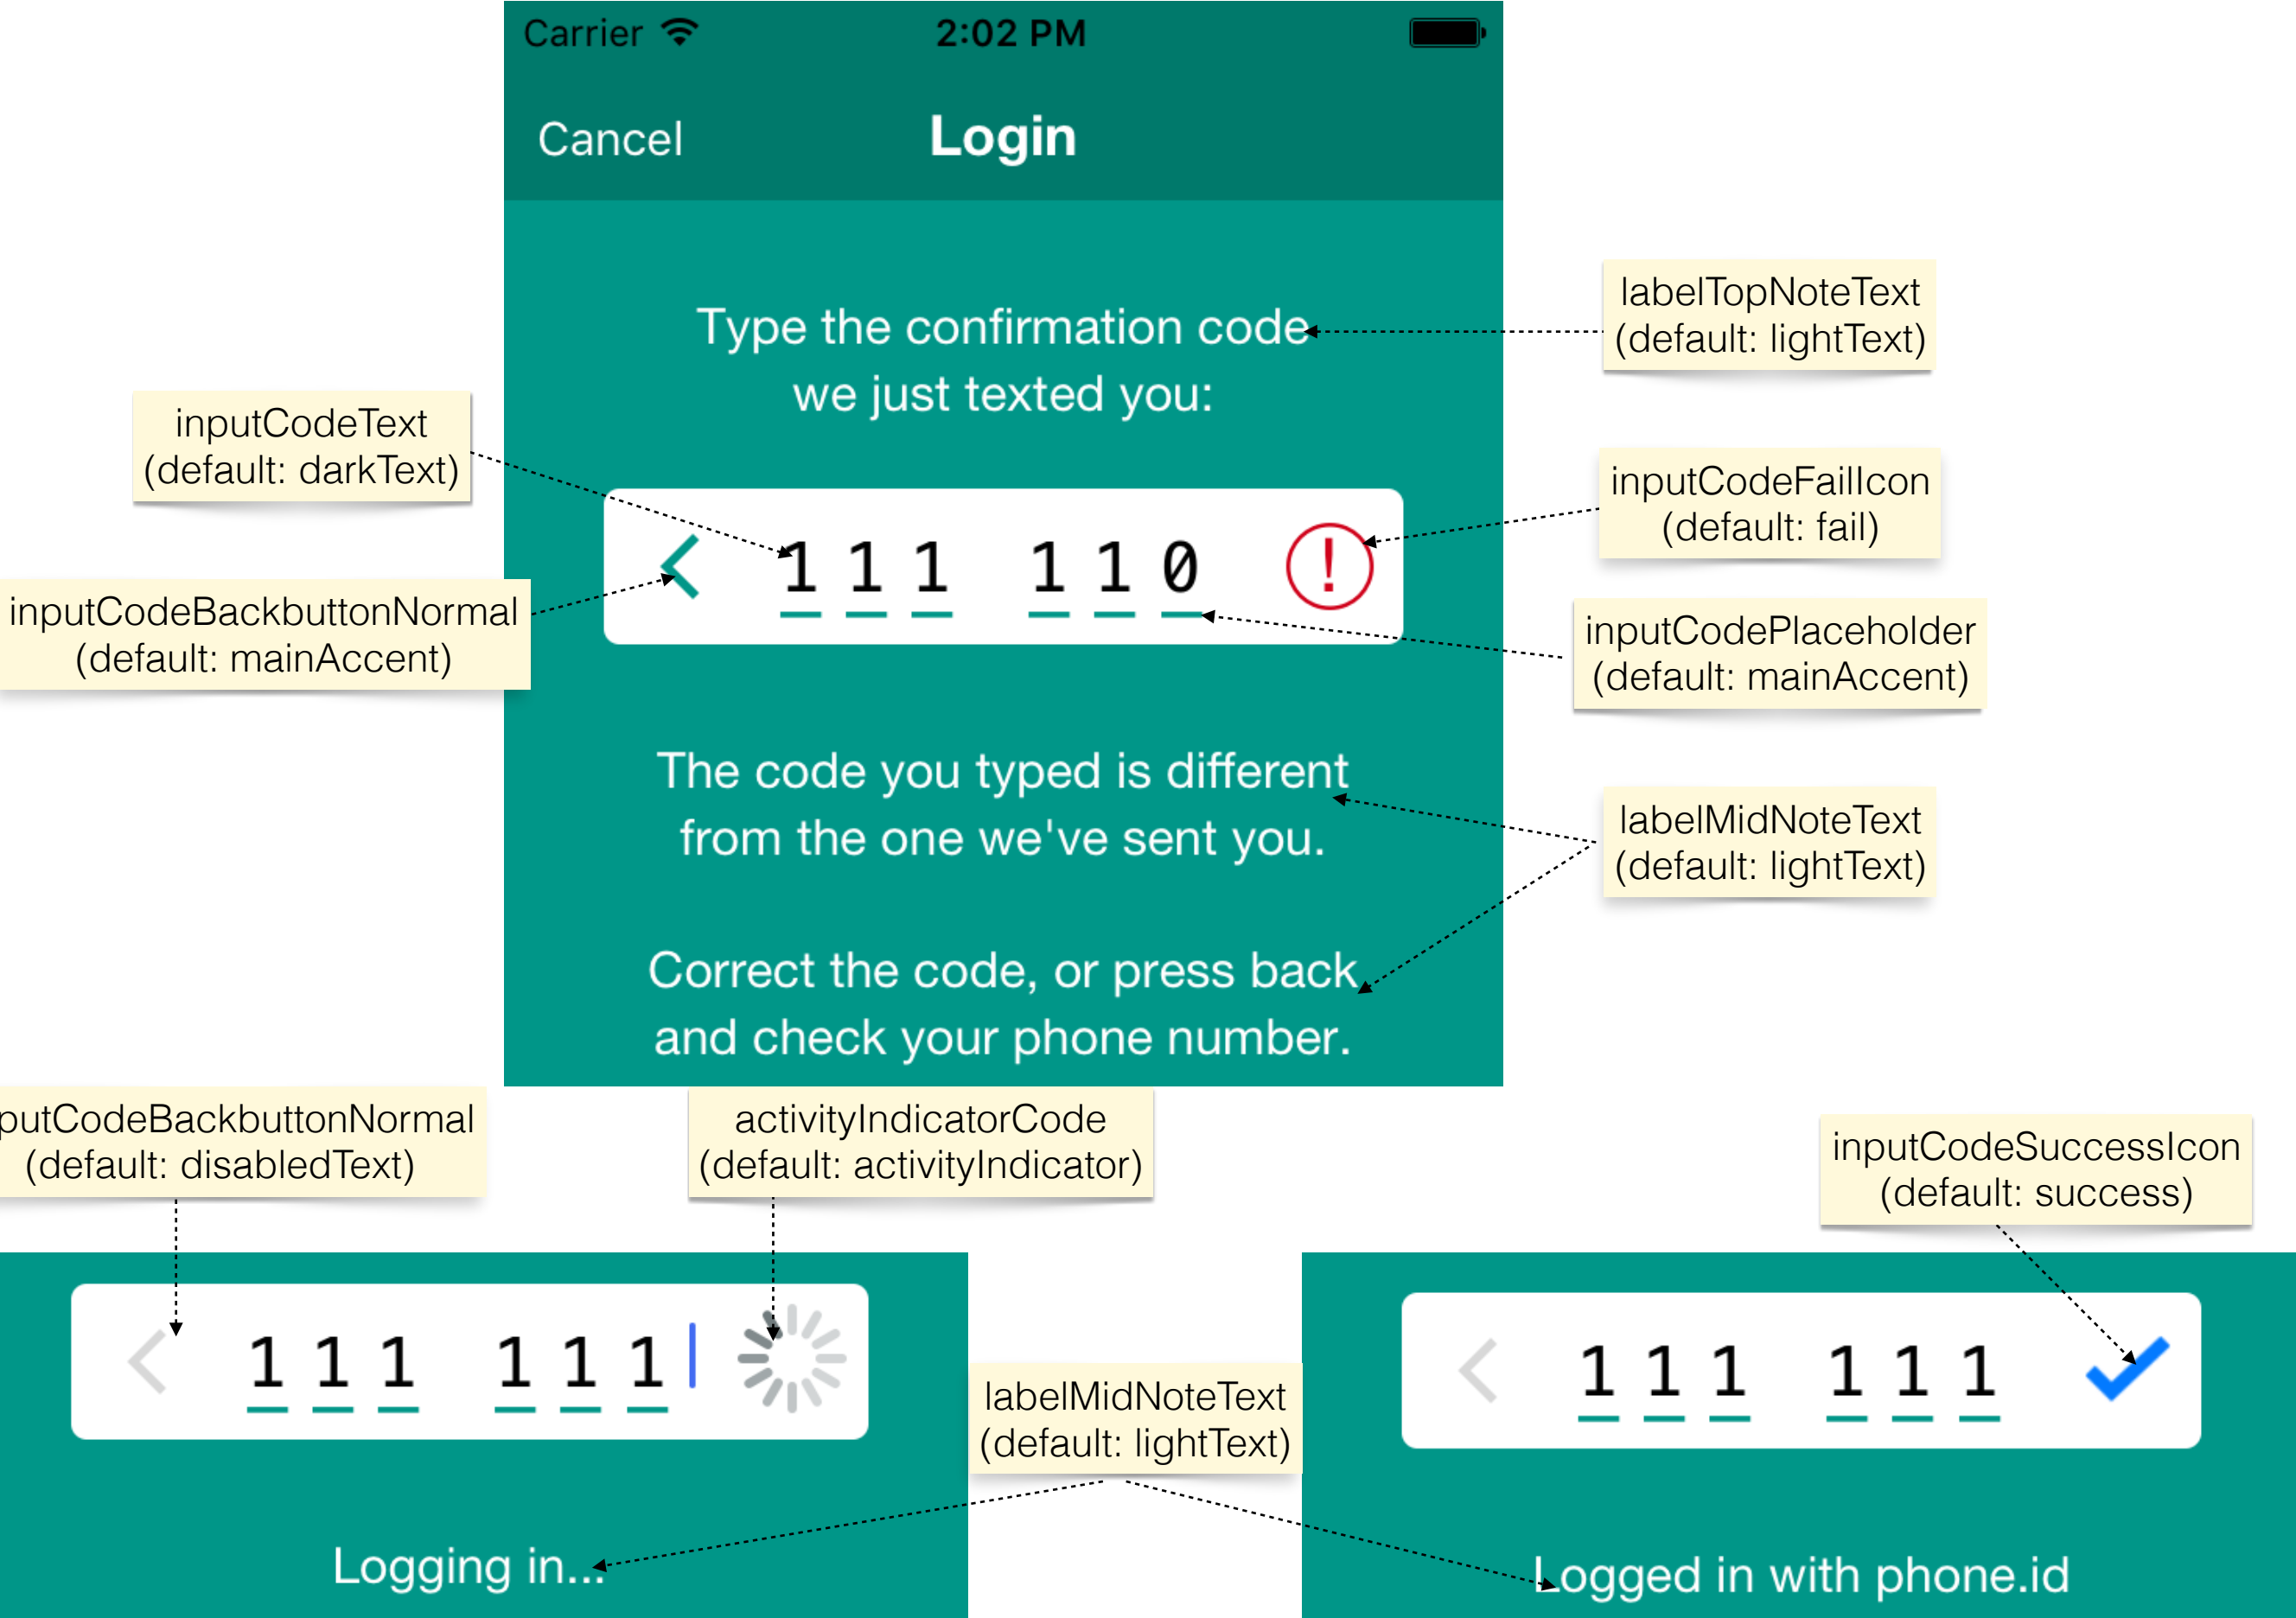 Carrier 2:02 PM
Cancel Login
Type the confirmation code
we just texted you:
labelTopNoteText
(default: lightText)
inputCodeText
(default: darkText)
inputCodeFailIcon
(default: fail)
1 1 1 1 1 0 !
inputCodeBackbuttonNormal
(default: mainAccent)
inputCodePlaceholder
(default: mainAccent)
The code you typed is different
from the one we've sent you.
labelMidNoteText
(default: lightText)
Correct the code, or press back
and check your phone number.
putCodeBackbuttonNormal
(default: disabledText)
activityIndicatorCode
(default: activityIndicator)
inputCodeSuccessIcon
(default: success)
1 1 1 1 1 1
1 1 1 1 1 1
labelMidNoteText
(default: lightText)
Logging in...
Logged in with phone.id